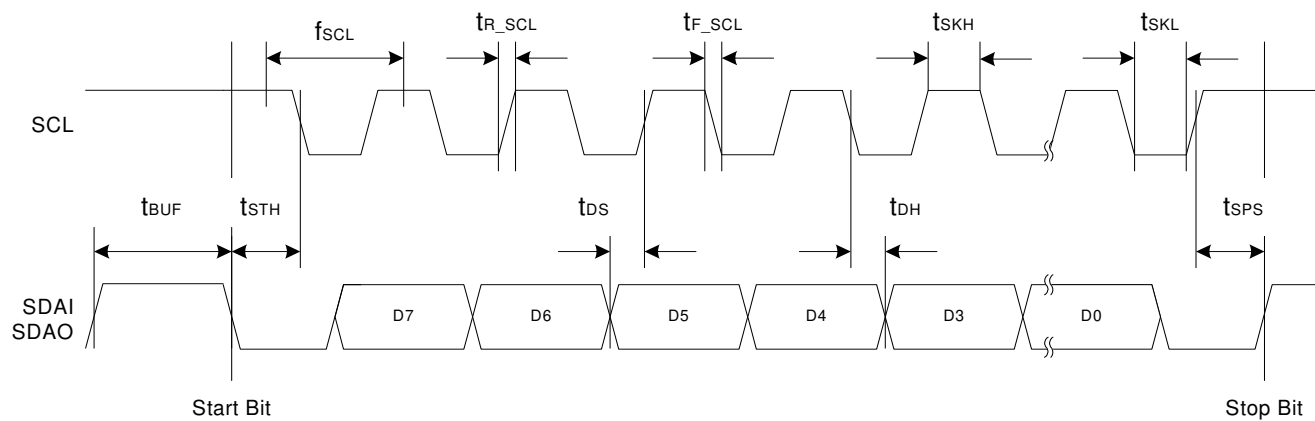 fSCL
tR_SCL
tF_SCL
tSKH
tSKL
SCL
tBUF
tSTH
tDS
tDH
tSPS
SDAI
SDAO
D7
D6
D5
D4
D3
D0
Start Bit
Stop Bit